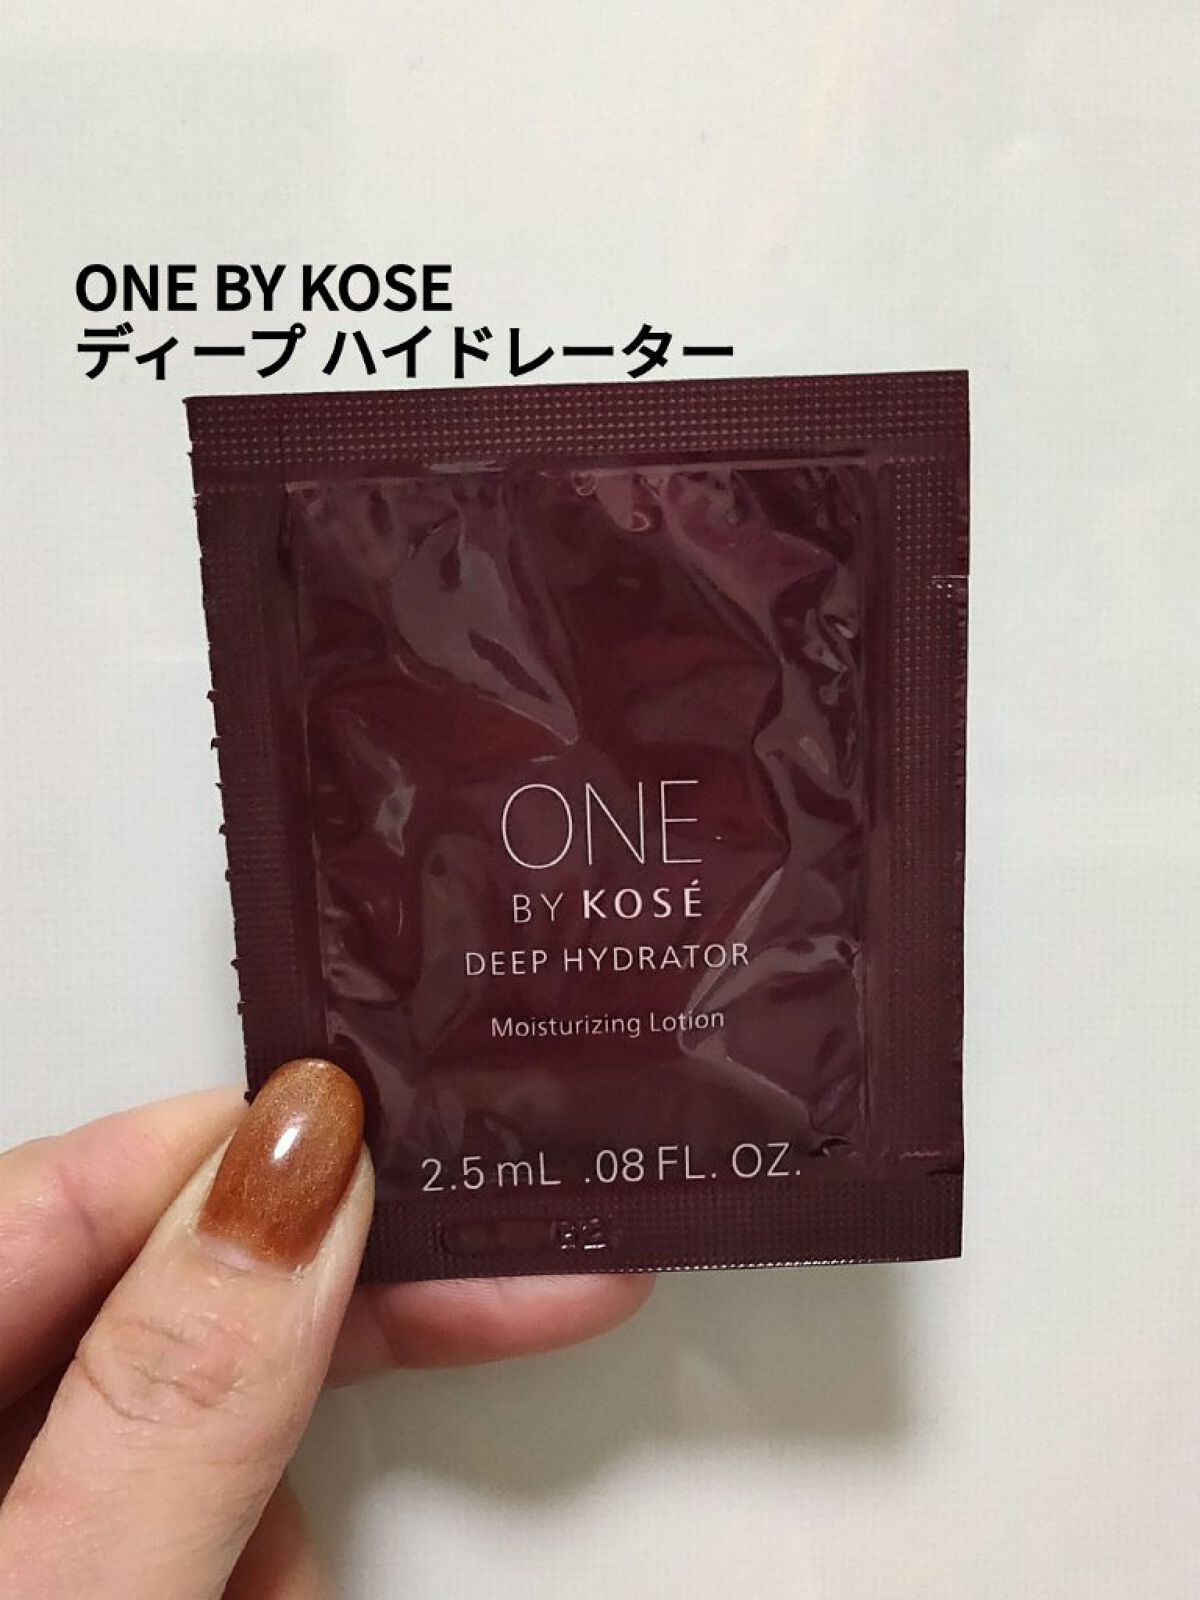 ONE BY KOSE
ディープ ハイドレーター
ONE
BY KOSÉ
DEEP HYDRATOR
Moisturizing Lotion
2.5 mL .08 FL. OZ.